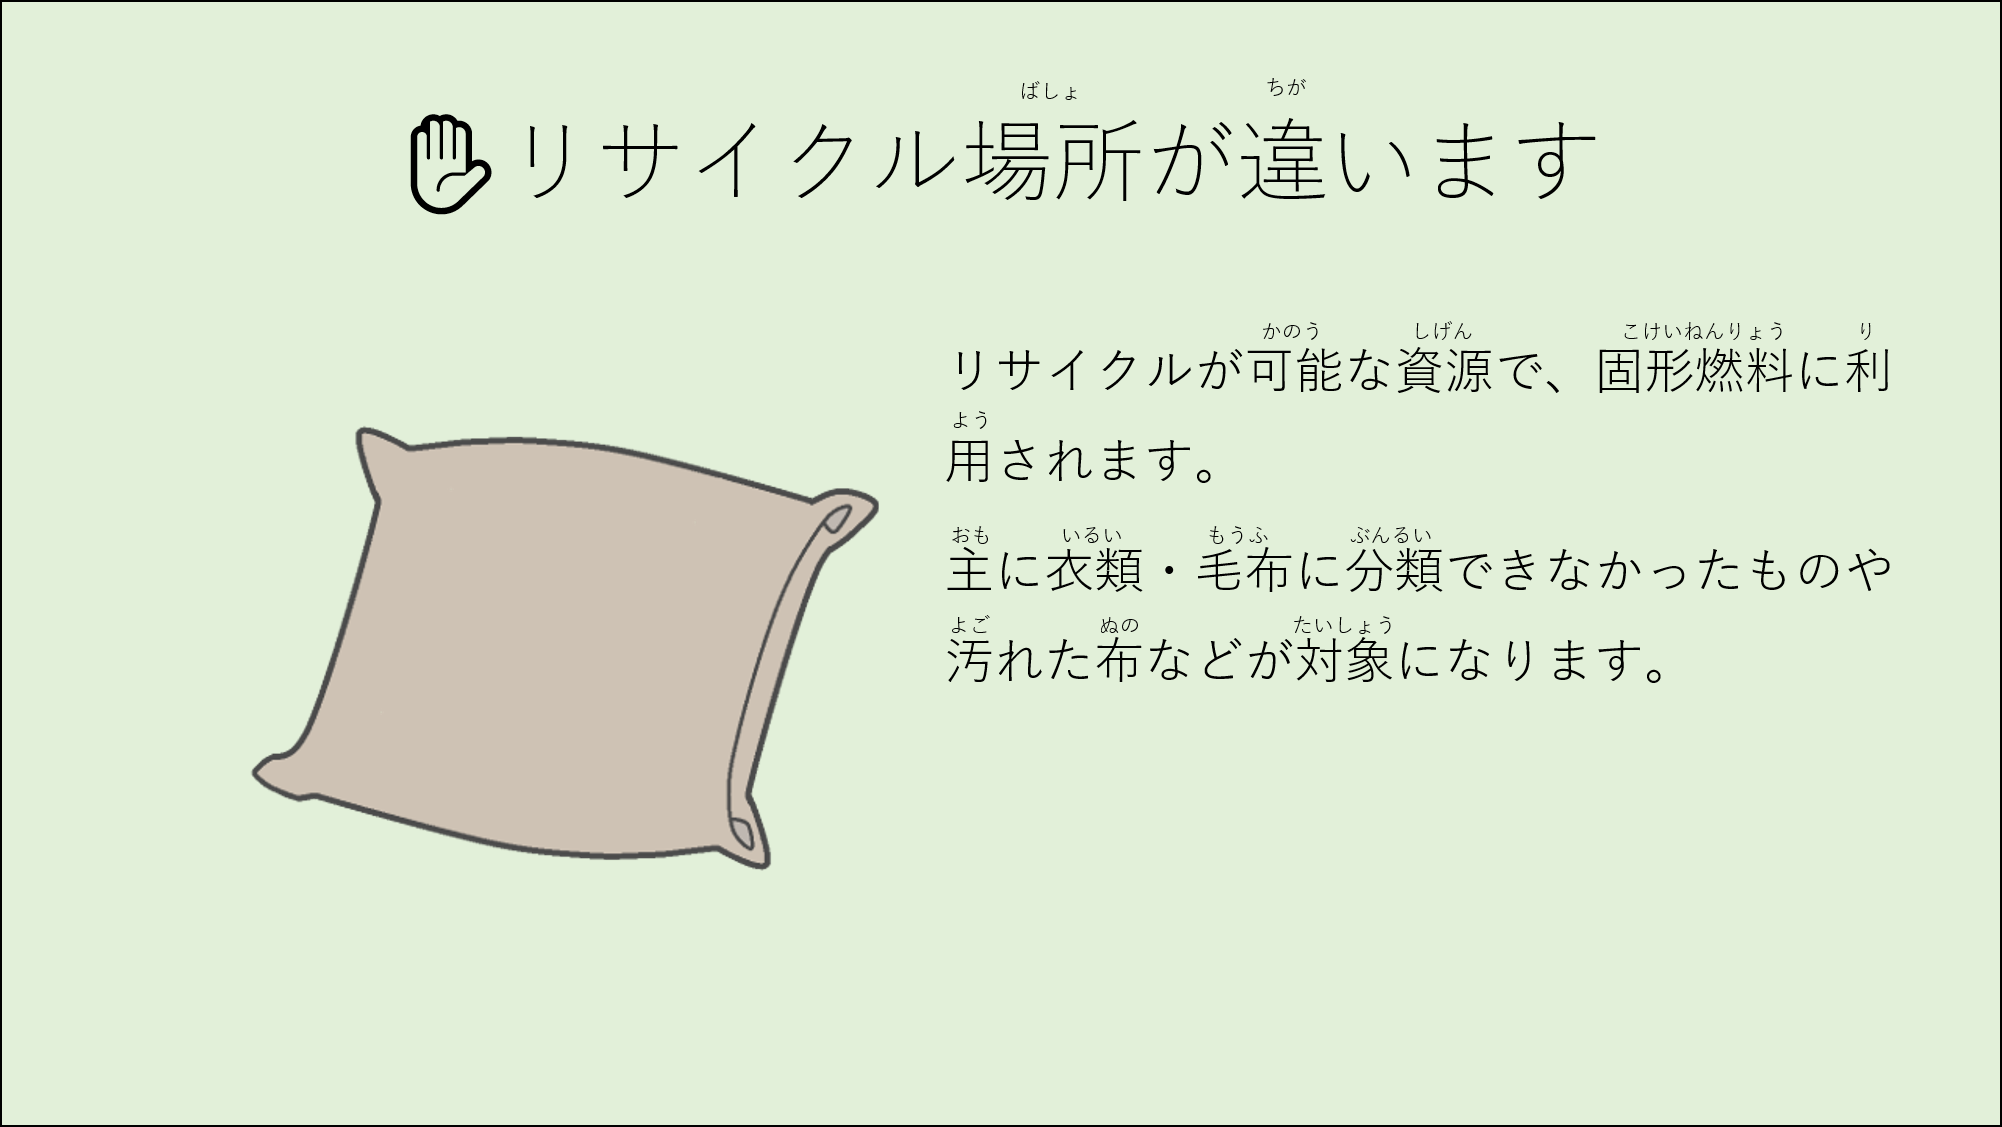 ばしょ ちが
リサイクル場所が違います
かのう しげん こけいねんりょう り
リサイクルが可能な資源で、固形燃料に利
よう
用されます。
おも いるい もうふ ぶんるい
主に衣類・毛布に分類できなかったものや
よご ぬの たいしょう
汚れた布などが対象になります。